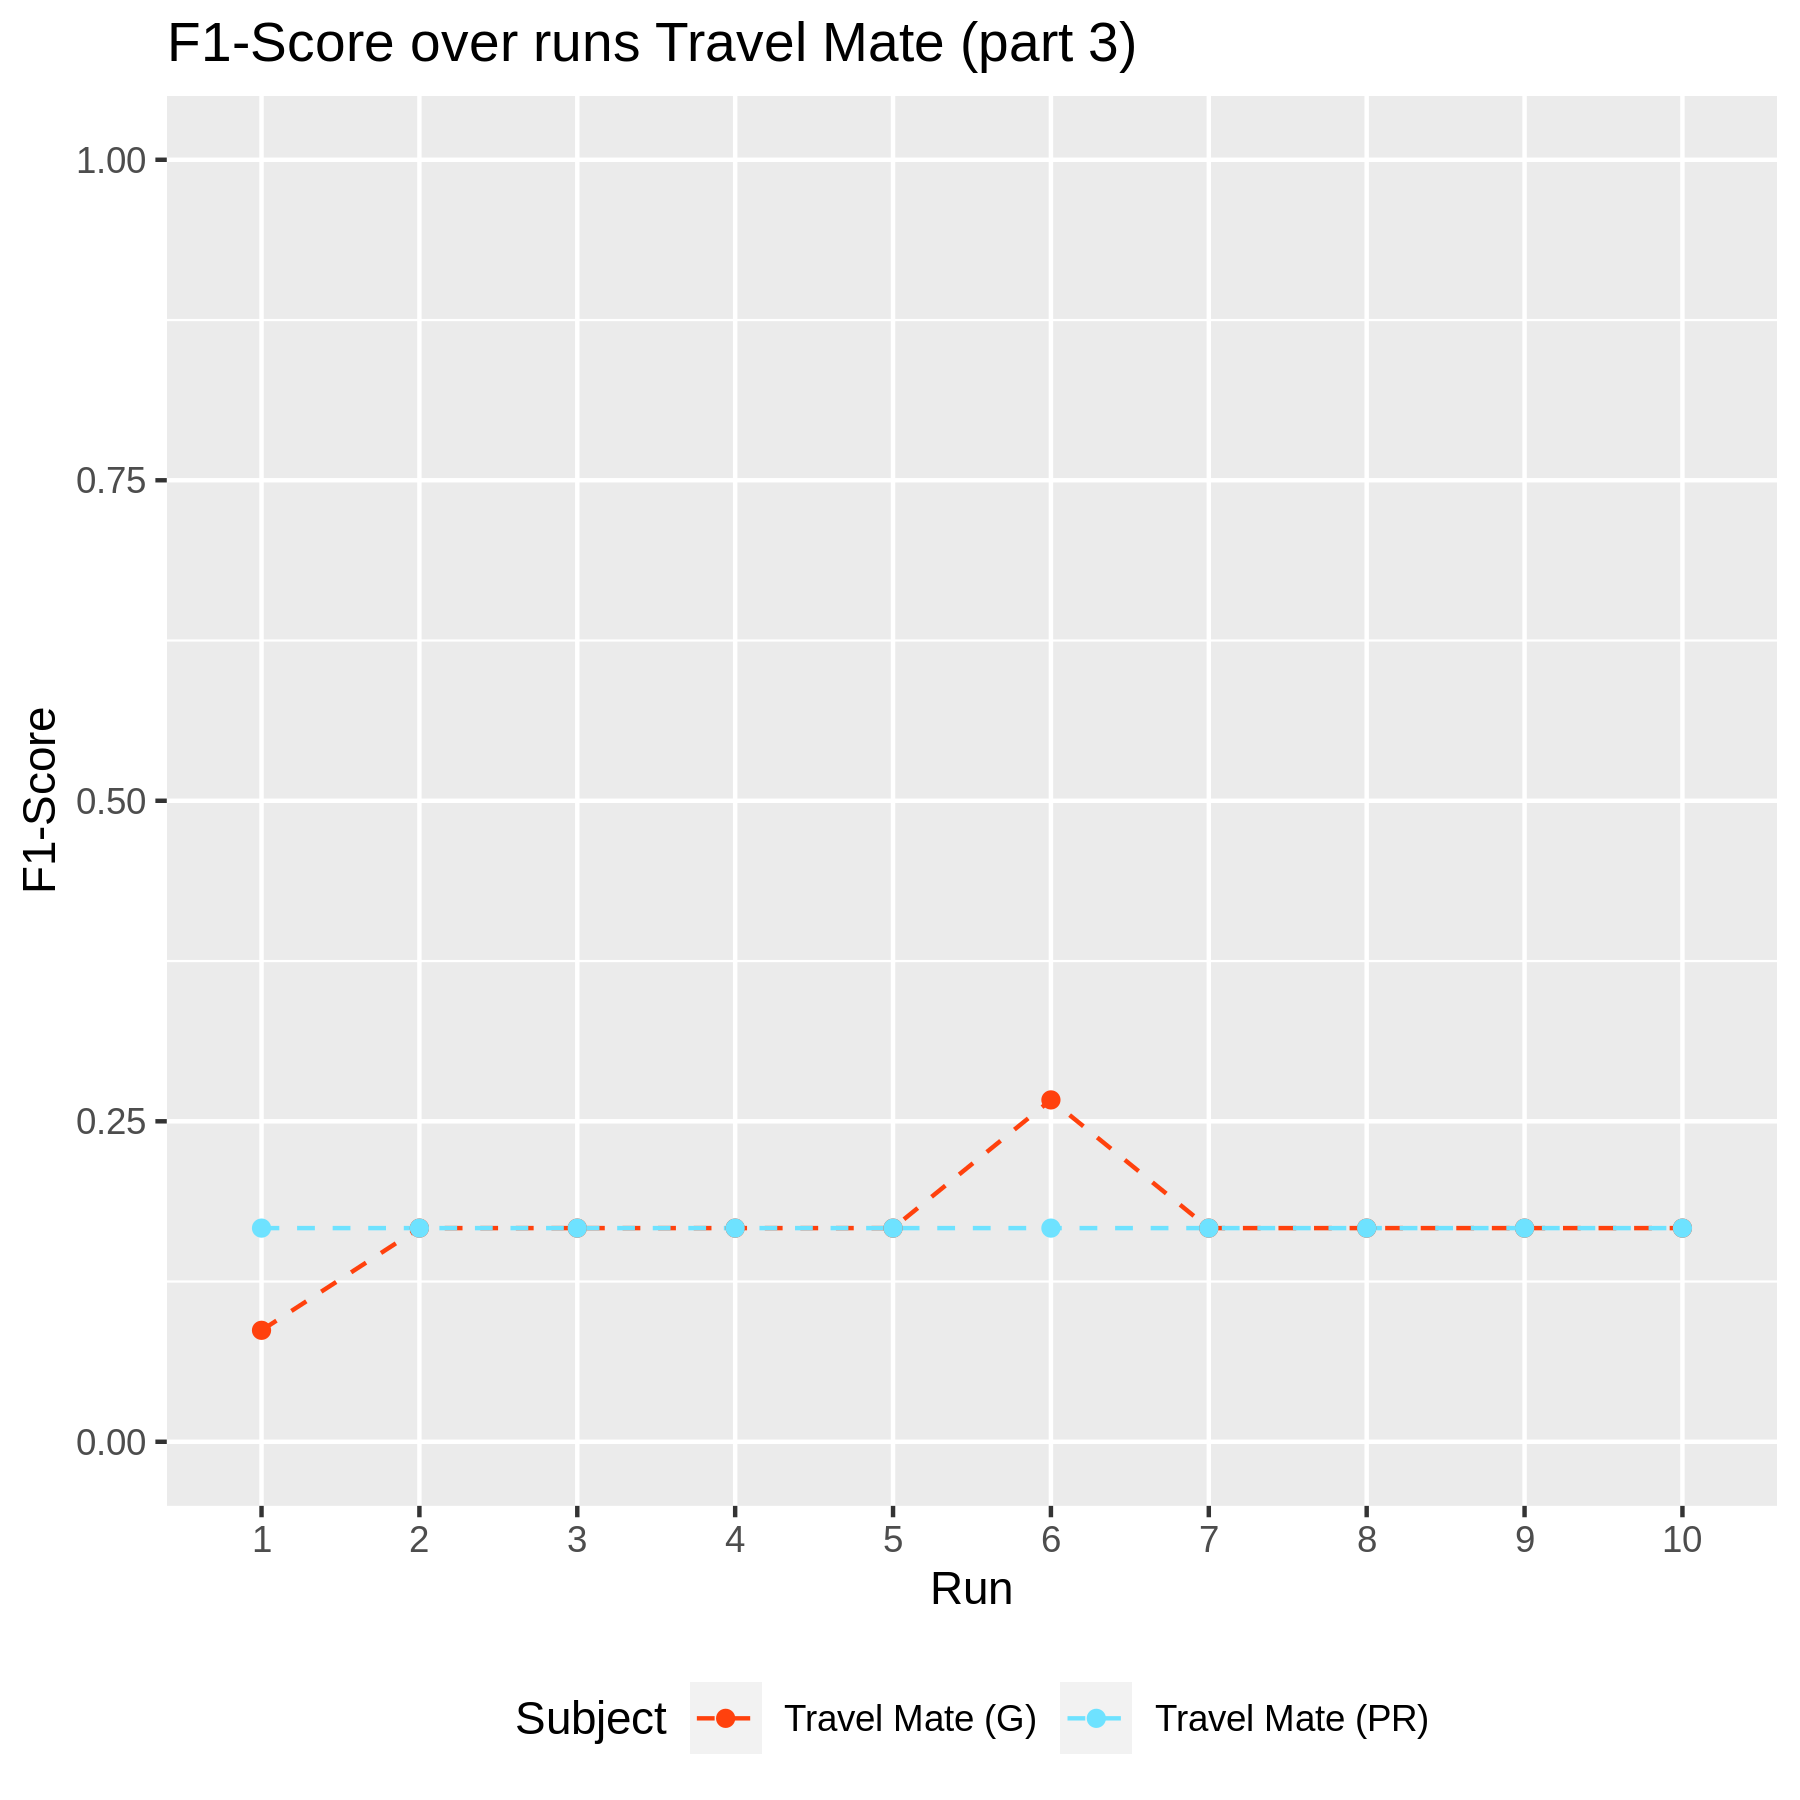 F1-Score over runs Travel Mate (part 3)
F1-Score
1.00
0.75
0.50
0.25
0.00
1 2 3 4 5 6 7 8 9 10
Run
Subject Travel Mate (G) Travel Mate (PR)